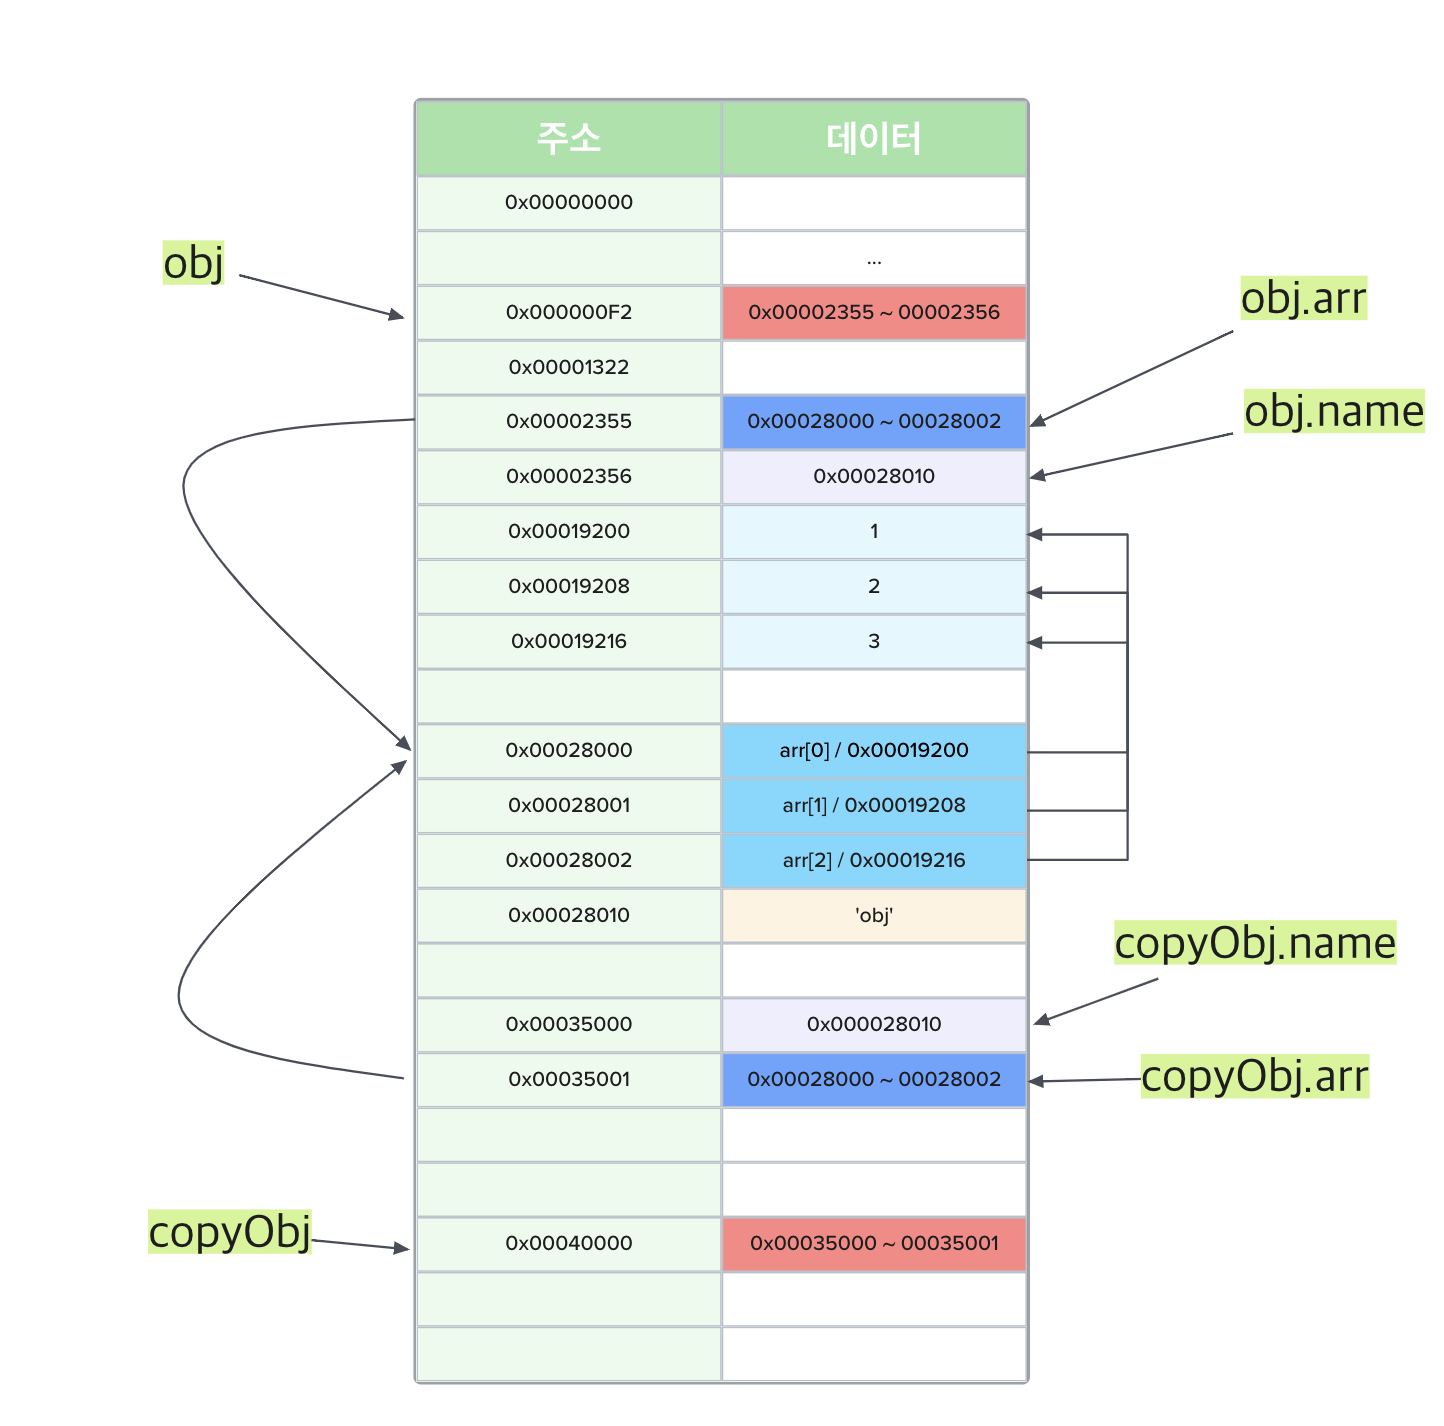 주소 데이터
0x00000000
...
obj
0x000000F2 0x00002355 ~ 00002356
obj.arr
0x00001322
0x00002355 0x00028000 ~ 00028002
obj.name
0x00002356 0x00028010
0x00019200 1
0x00019208 2
0x00019216 3
0x00028000 arr[0] / 0x00019200
0x00028001 arr[1] / 0x00019208
0x00028002 arr[2] / 0x00019216
0x00028010 'obj'
copyObj.name
0x00035000 0x000028010
0x00035001 0x00028000 ~ 00028002
copyObj.arr
copyObj
0x00040000 0x00035000 ~ 00035001